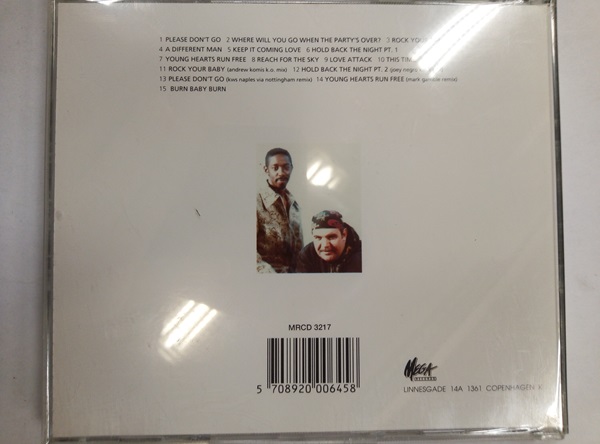 1 PLEASE DON'T GO 2 WHERE WILL YOU GO WHEN THE PARTY'S OVER? 3 ROCK
4 A DIFFERENT MAN 5 KEEP IT COMING LOVE 6 HOLD BACK THE NIGHT PT. 1
7 YOUNG HEARTS RUN FREE 8 REACH FOR THE SKY 9 LOVE ATTACK 10 THIS
11 ROCK YOUR BABY (andrew komis k.o. mix) 12 HOLD BACK THE NIGHT PT. 2 (joey negro
13 PLEASE DON'T GO (kws naples via nottingham remix) 14 YOUNG HEARTS RUN FREE (mark remix)
15 BURN BABY BURN
MRCD 3217
5 708920 006458
MEGA
LINNESGADE 14A 1361 COPENHAGEN K